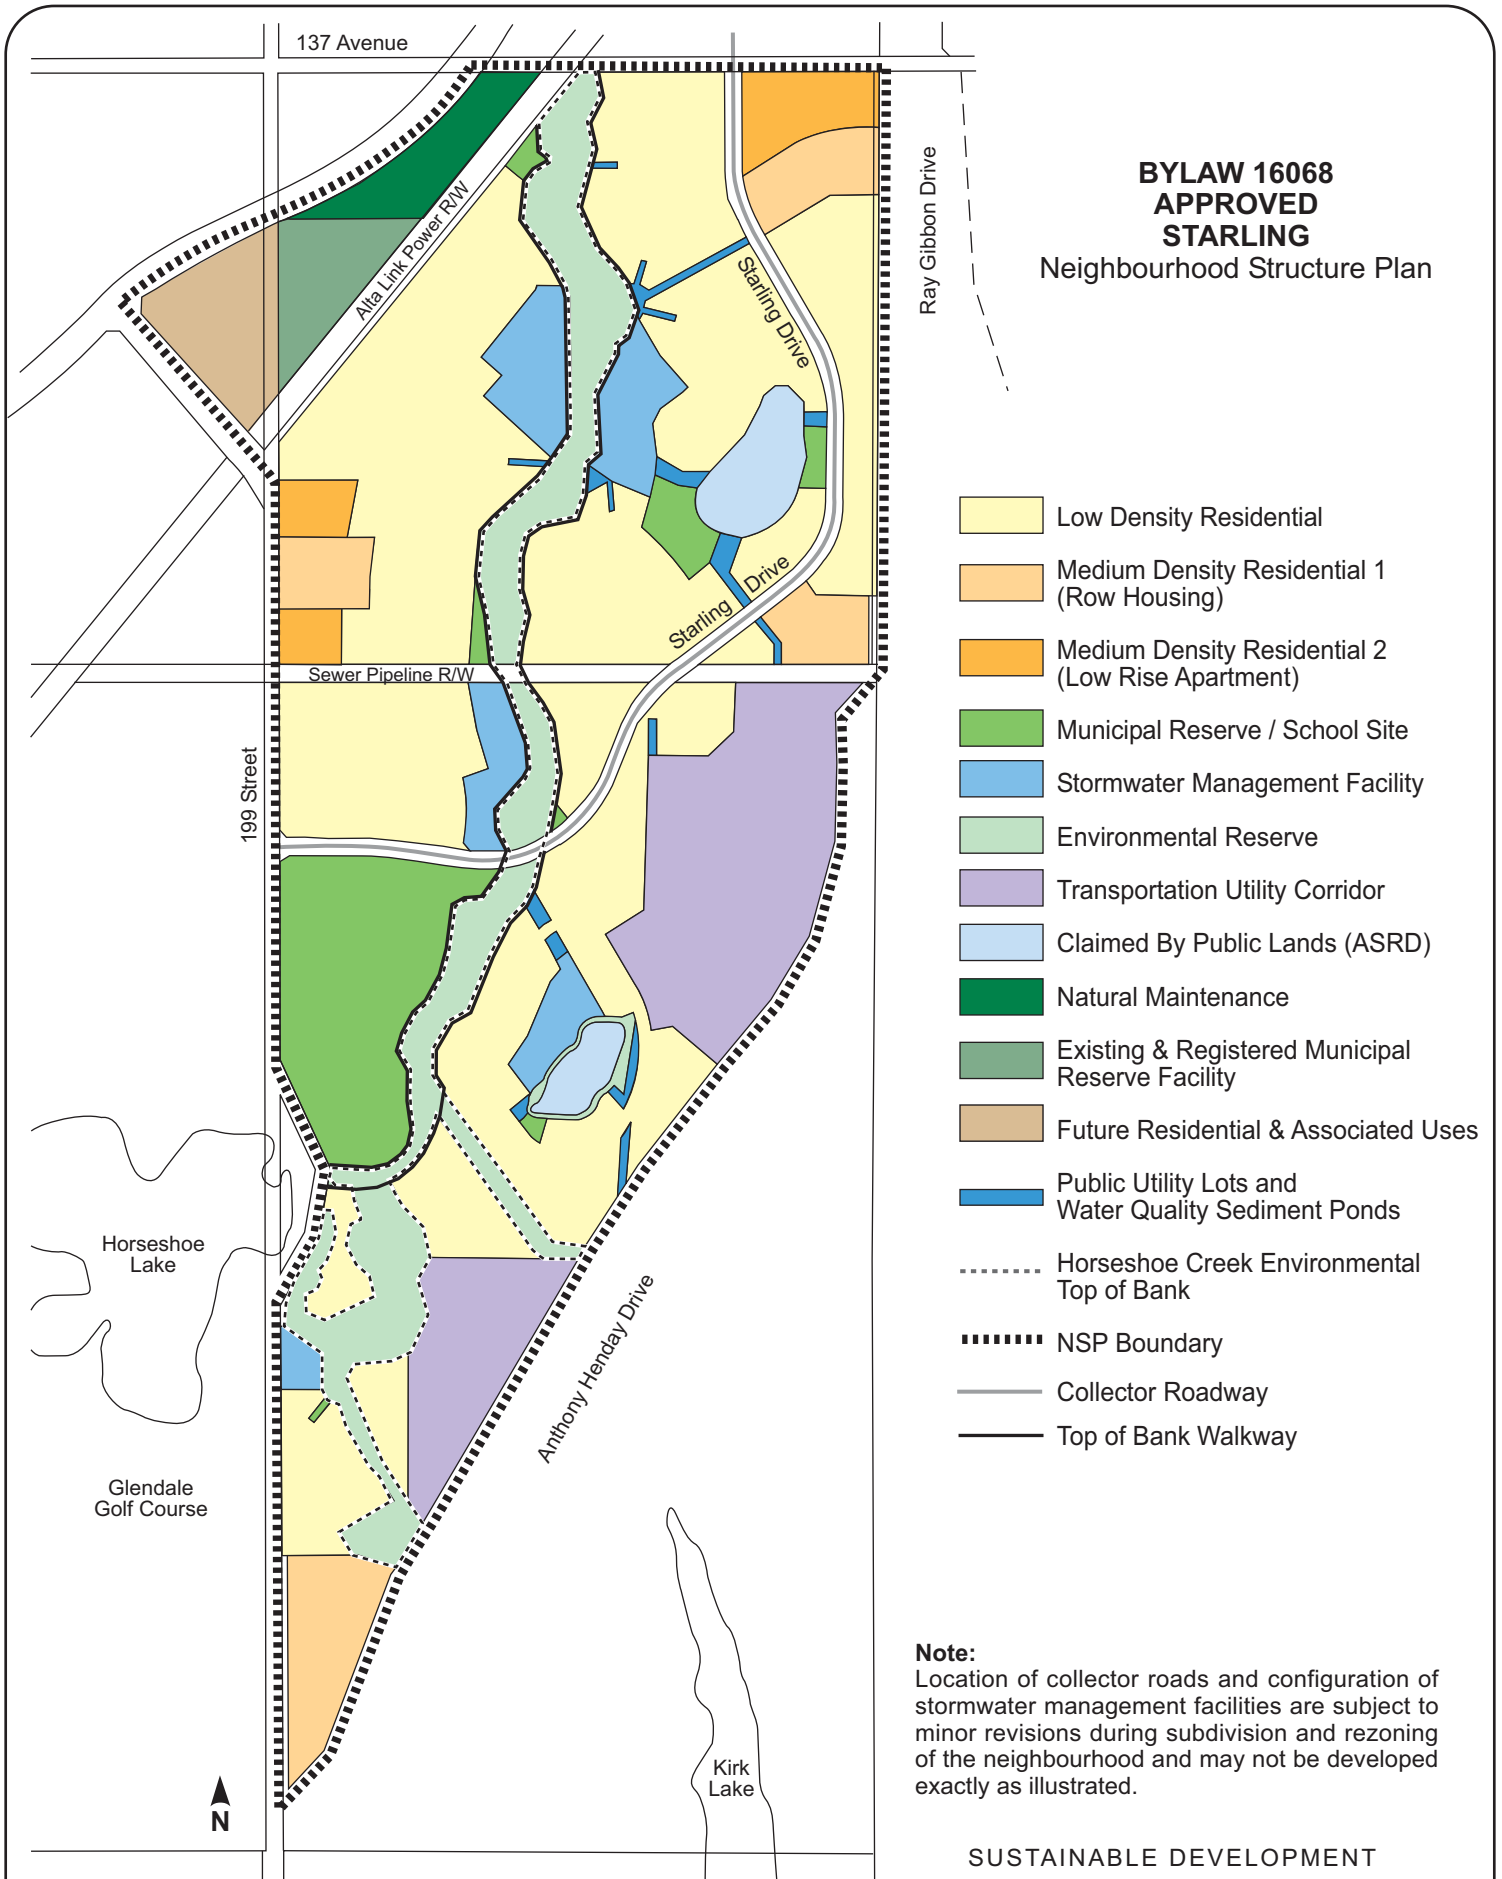 137 Avenue
BYLAW 16068
APPROVED
STARLING
Neighbourhood Structure Plan
Ray Gibbon Drive
Alta Link Power R/W
Starling Drive
Starling Drive
Sewer Pipeline R/W
199 Street
Low Density Residential
Medium Density Residential 1
(Row Housing)
Medium Density Residential 2
(Low Rise Apartment)
Municipal Reserve / School Site
Stormwater Management Facility
Environmental Reserve
Transportation Utility Corridor
Claimed By Public Lands (ASRD)
Natural Maintenance
Existing & Registered Municipal
Reserve Facility
Future Residential & Associated Uses
Public Utility Lots and
Water Quality Sediment Ponds
Horseshoe Creek Environmental
Top of Bank
NSP Boundary
Collector Roadway
Top of Bank Walkway
Horseshoe
Lake
Anthony Henday Drive
Glendale
Golf Course
Kirk
Lake
N
Note:
Location of collector roads and configuration of
stormwater management facilities are subject to
minor revisions during subdivision and rezoning
of the neighbourhood and may not be developed
exactly as illustrated.
SUSTAINABLE DEVELOPMENT